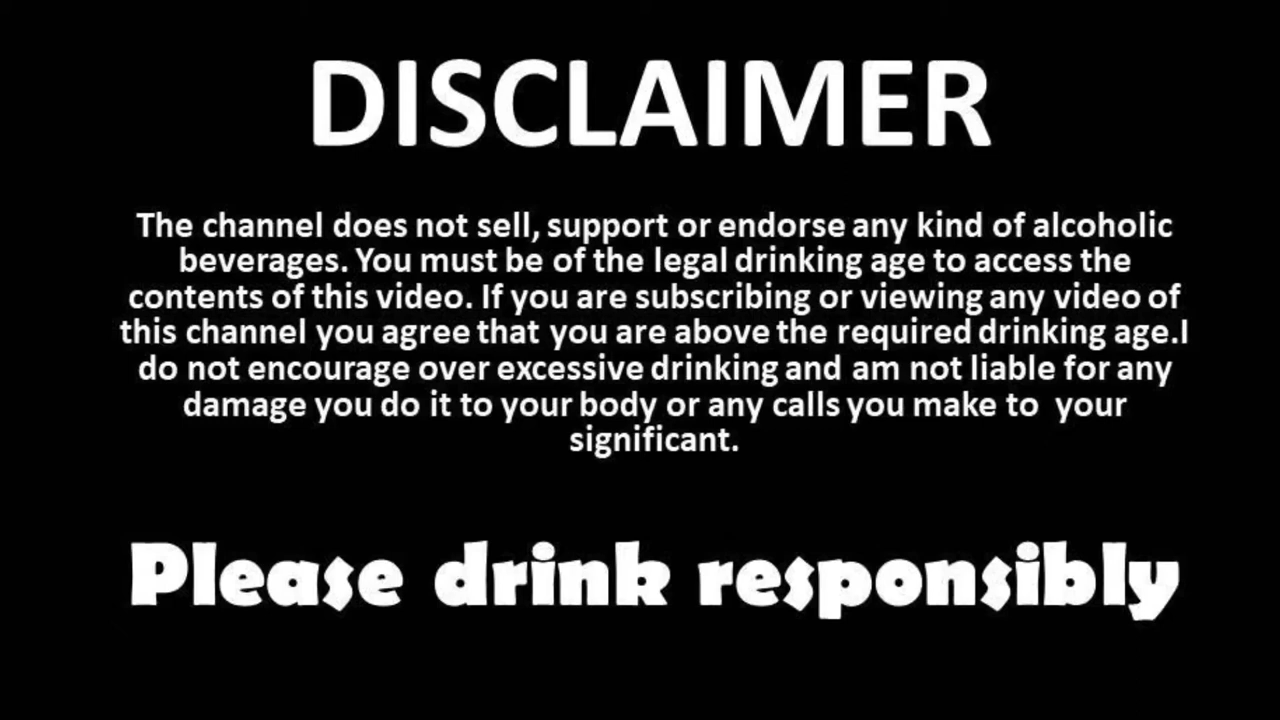 DISCLAIMER
The channel does not sell, support or endorse any kind of alcoholic
beverages. You must be of the legal drinking age to access the
contents of this video. If you are subscribing or viewing any video of
this channel you agree that you are above the required drinking age.I
do not encourage over excessive drinking and am not liable for any
damage you do it to your body or any calls you make to  your
significant.
Please drink responsibly